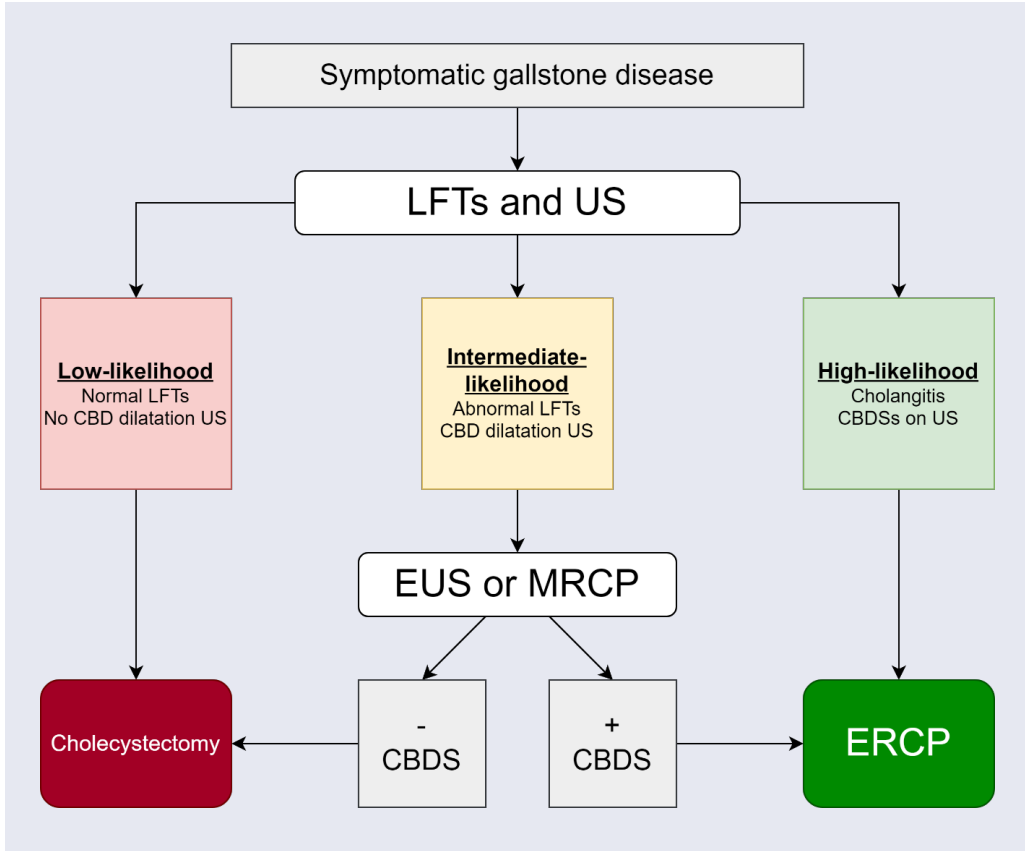 Symptomatic gallstone disease
LFTs and US
Low-likelihood
Normal LFTs
No CBD dilatation US
Intermediate-
likelihood
Abnormal LFTs
CBD dilatation US
High-likelihood
Cholangitis
CBDSs on US
EUS or MRCP
Cholecystectomy
-
CBDS
+
CBDS
ERCP